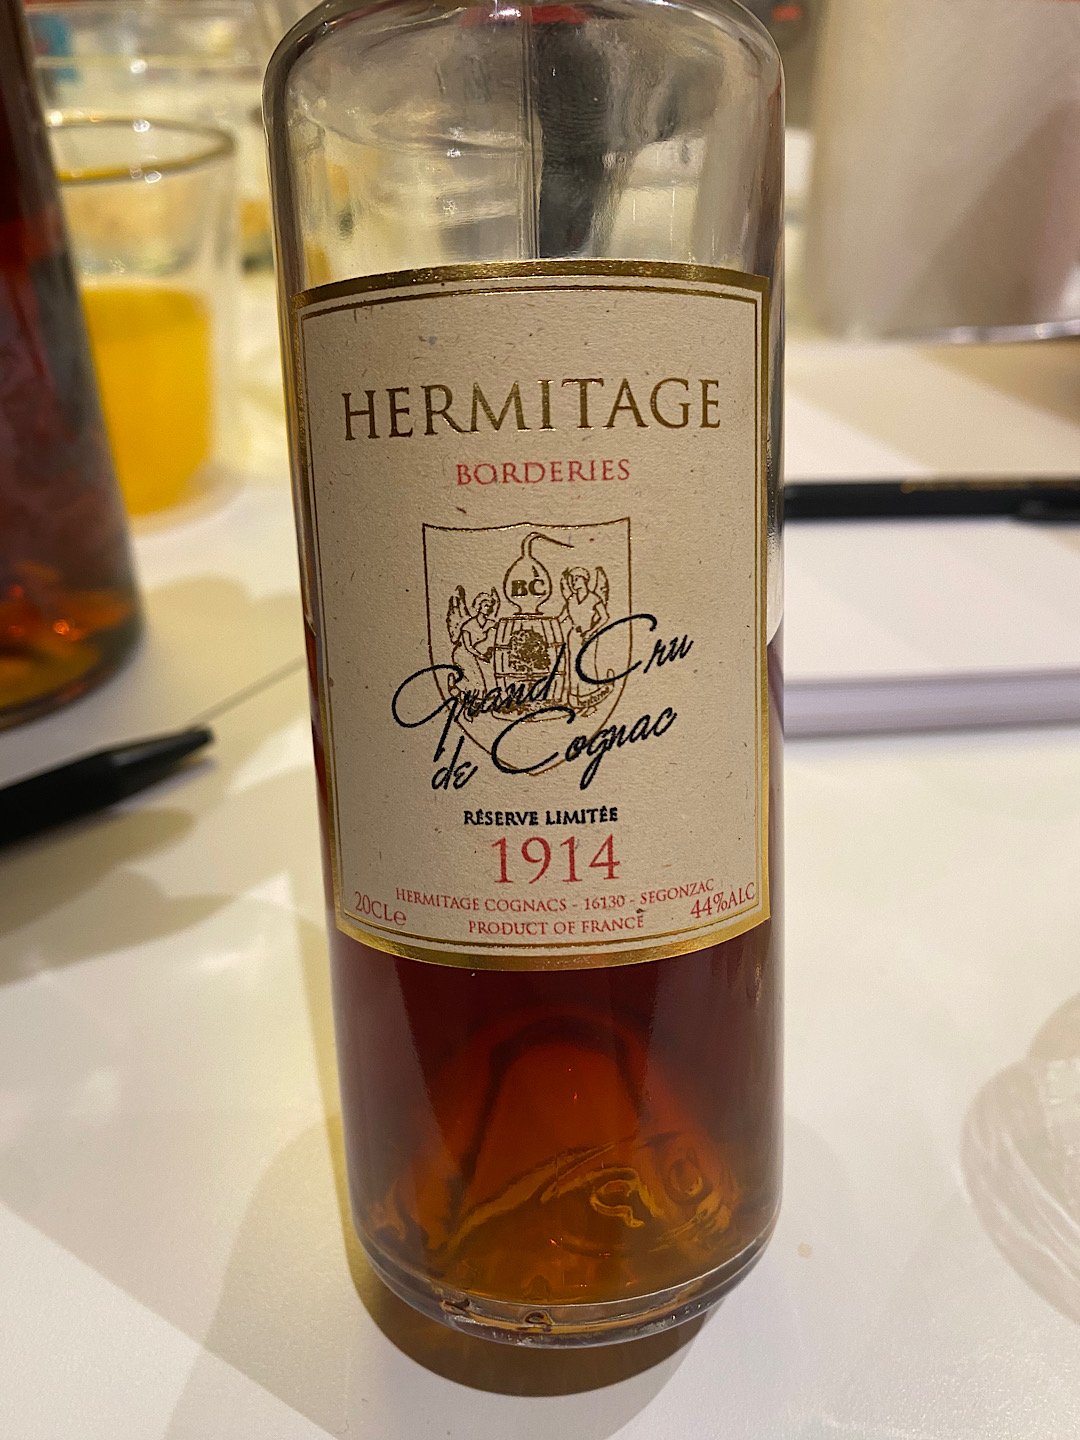 HERMITAGE
BORDERIES
BC
Grand Cru
de Cognac
RÉSERVE LIMITÉE
1914
HERMITAGE COGNACS - 16130 - SEGONZAC
20CLe
44%ALC
PRODUCT OF FRANCE